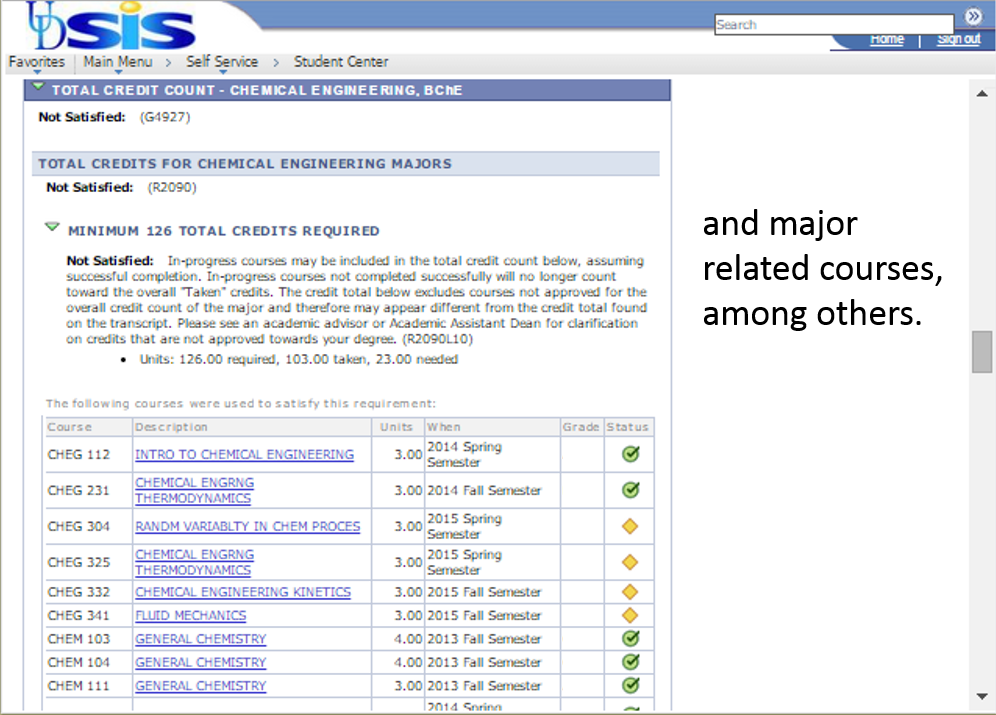 UD SIS
Search
Home | Sign out
Favorites Main Menu > Self Service > Student Center
TOTAL CREDIT COUNT - CHEMICAL ENGINEERING, BChE
Not Satisfied: (G4927)
TOTAL CREDITS FOR CHEMICAL ENGINEERING MAJORS
Not Satisfied: (R2090)
MINIMUM 126 TOTAL CREDITS REQUIRED
Not Satisfied: In-progress courses may be included in the total credit count below, assuming
successful completion. In-progress courses not completed successfully will no longer count
toward the overall "Taken" credits. The credit total below excludes courses not approved for the
overall credit count of the major and therefore may appear different from the credit total found
on the transcript. Please see an academic advisor or Academic Assistant Dean for clarification
on credits that are not approved towards your degree. (R2090L10)
• Units: 126.00 required, 103.00 taken, 23.00 needed
The following courses were used to satisfy this requirement:
Course Description Units When Grade Status
CHEG 112 INTRO TO CHEMICAL ENGINEERING 3.00 2014 Spring
Semester
CHEG 231 CHEMICAL ENGRNG
THERMODYNAMICS 3.00 2014 Fall Semester
CHEG 304 RANDM VARIABLTY IN CHEM PROCES 3.00 2015 Spring
Semester
CHEG 325 CHEMICAL ENGRNG
THERMODYNAMICS 3.00 2015 Spring
Semester
CHEG 332 CHEMICAL ENGINEERING KINETICS 3.00 2015 Fall Semester
CHEG 341 FLUID MECHANICS 3.00 2015 Fall Semester
CHEM 103 GENERAL CHEMISTRY 4.00 2013 Fall Semester
CHEM 104 GENERAL CHEMISTRY 4.00 2013 Fall Semester
CHEM 111 GENERAL CHEMISTRY 3.00 2013 Fall Semester
2014 Spring
and major
related courses,
among others.